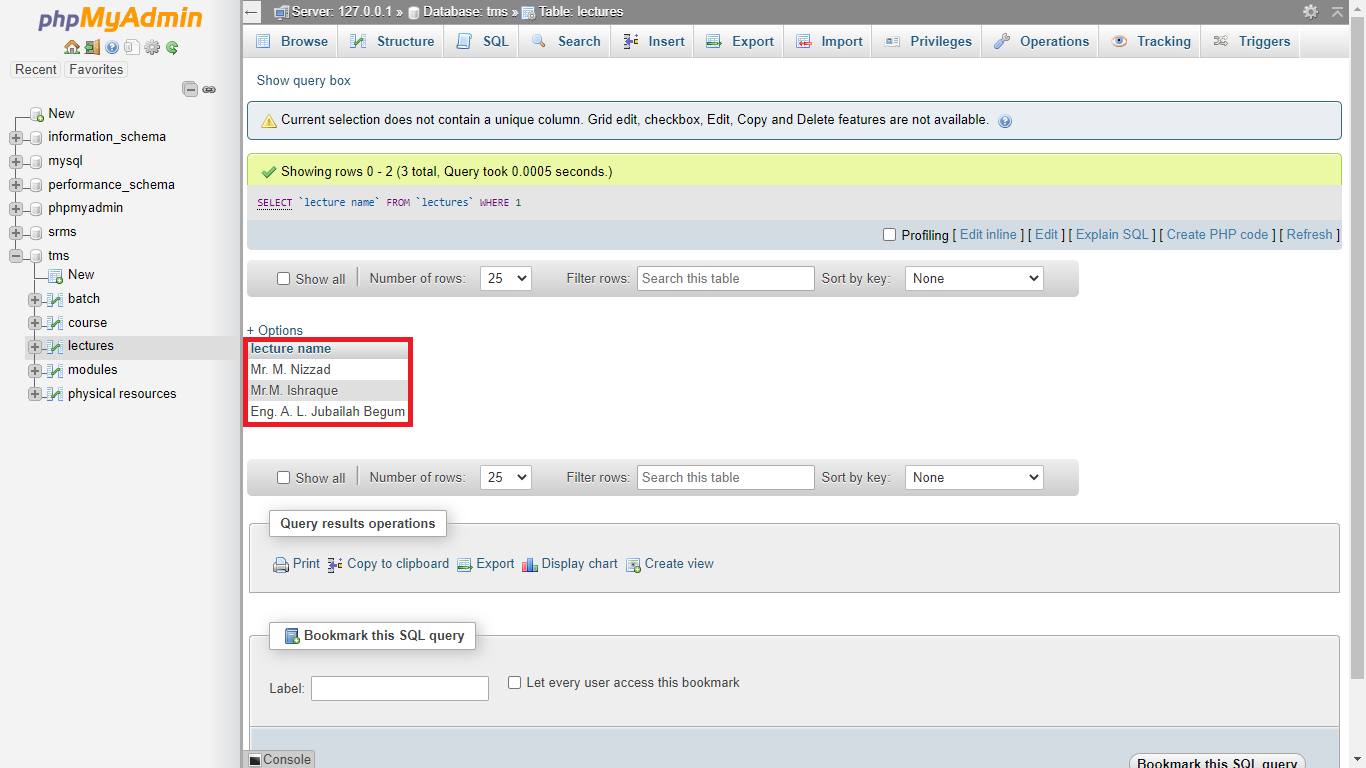 phpMyAdmin
Recent Favorites
New
information_schema
mysql
performance_schema
phpmyadmin
srms
tms
New
batch
course
lectures
modules
physical resources
Server: 127.0.0.1 » Database: tms » Table: lectures
Browse Structure SQL Search Insert Export Import Privileges Operations Tracking Triggers
Show query box
Current selection does not contain a unique column. Grid edit, checkbox, Edit, Copy and Delete features are not available.
Showing rows 0 - 2 (3 total, Query took 0.0005 seconds.)
SELECT `lecture name` FROM `lectures` WHERE 1
Profiling [ Edit inline ] [ Edit ] [ Explain SQL ] [ Create PHP code ] [ Refresh ]
Show all Number of rows: 25 Filter rows: Search this table Sort by key: None
+ Options
lecture name
Mr. M. Nizzad
Mr.M. Ishraque
Eng. A. L. Jubailah Begum
Show all Number of rows: 25 Filter rows: Search this table Sort by key: None
Query results operations
Print Copy to clipboard Export Display chart Create view
Bookmark this SQL query
Label: Let every user access this bookmark
Console
Bookmark this SQL query